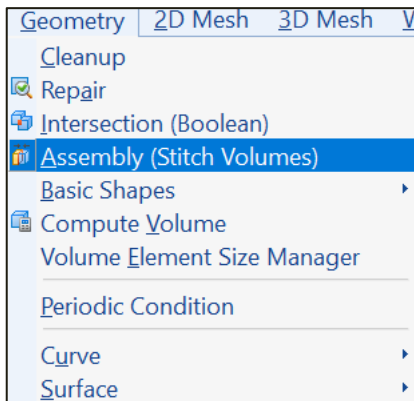 Geometry 2D Mesh 3D Mesh
Cleanup
Repair
Intersection (Boolean)
Assembly (Stitch Volumes)
Basic Shapes
Compute Volume
Volume Element Size Manager
Periodic Condition
Curve
Surface